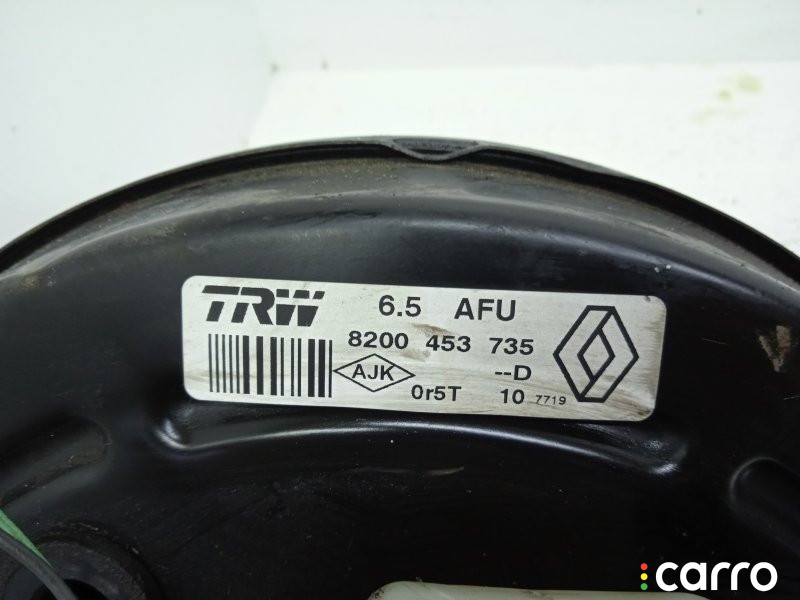 TRW 6.5 AFU
8200 453 735
AJK --D
0r5T 10 7719
carro